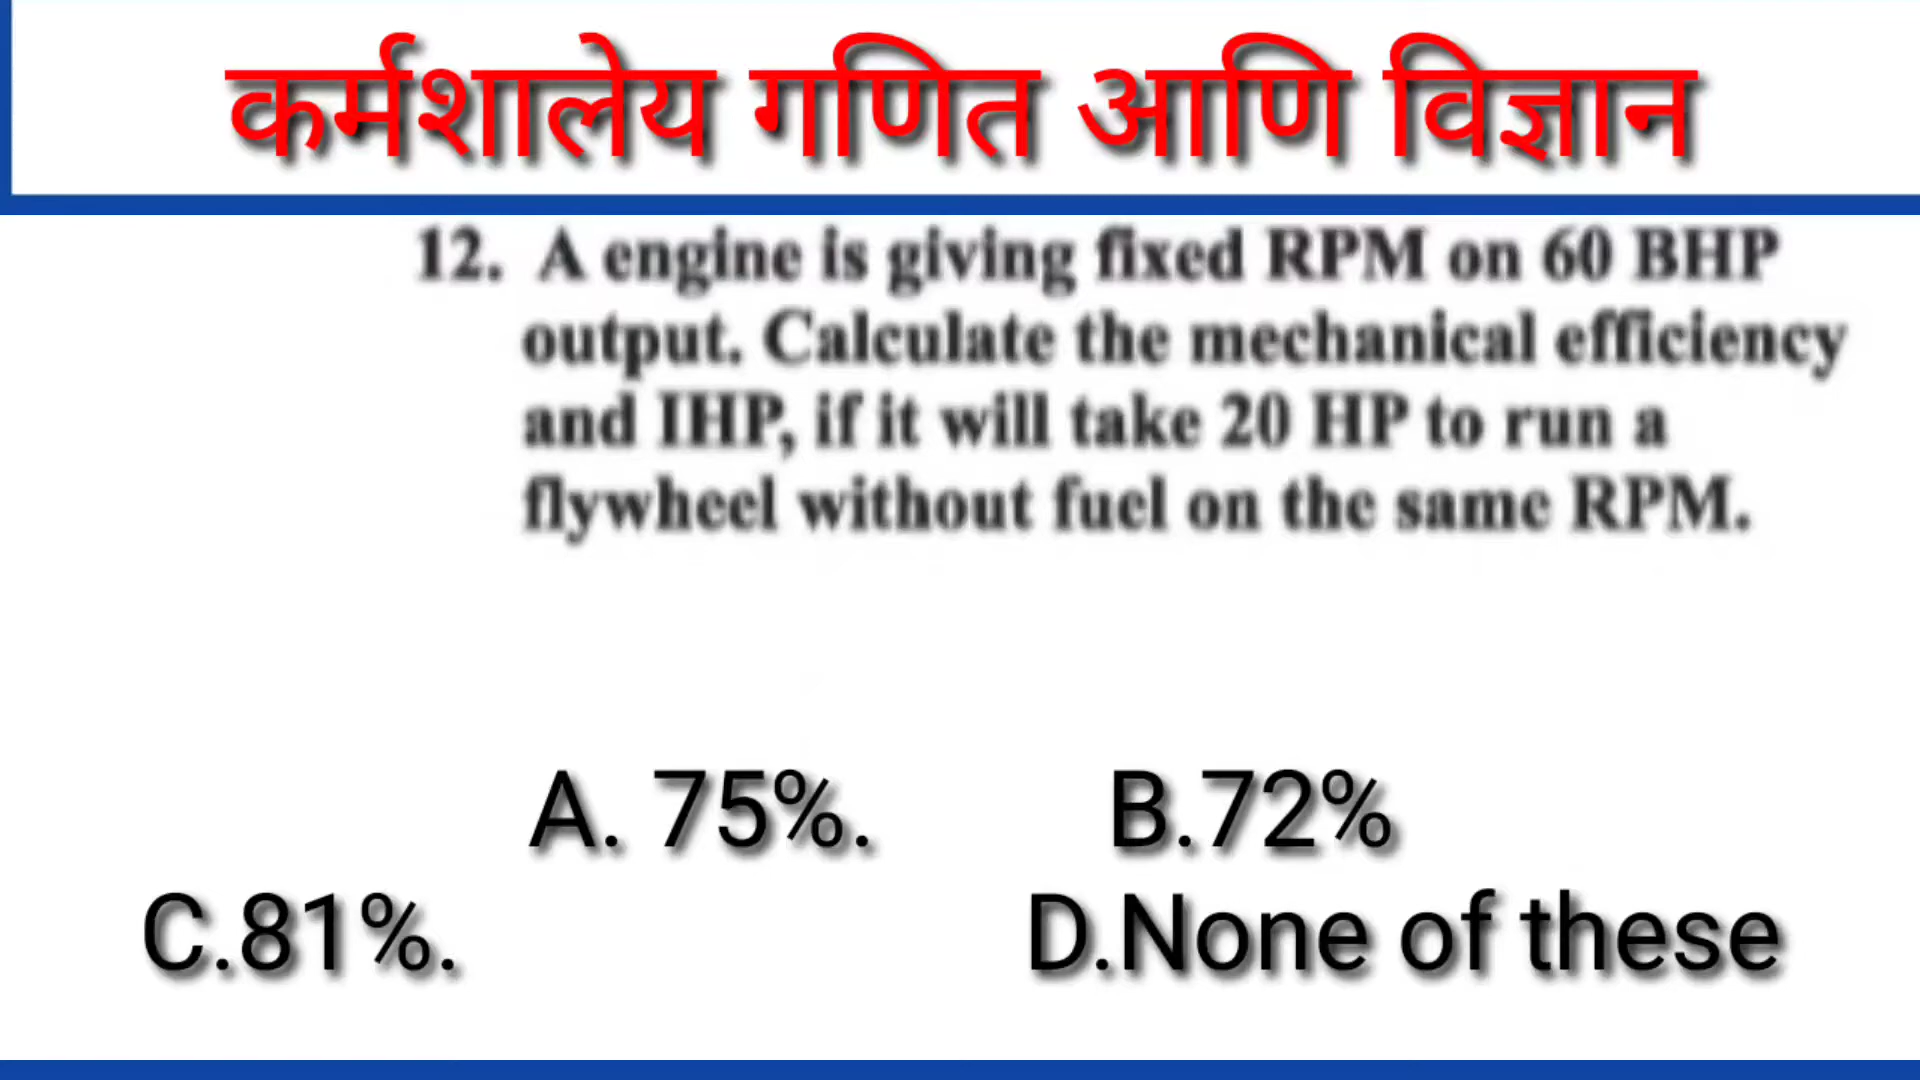 कर्मशालेय गणित आणि विज्ञान
12. A engine is giving fixed RPM on 60 BHP
output. Calculate the mechanical efficiency
and IHP, if it will take 20 HP to run a
flywheel without fuel on the same RPM.
A. 75%. B.72%
C.81%. D.None of these